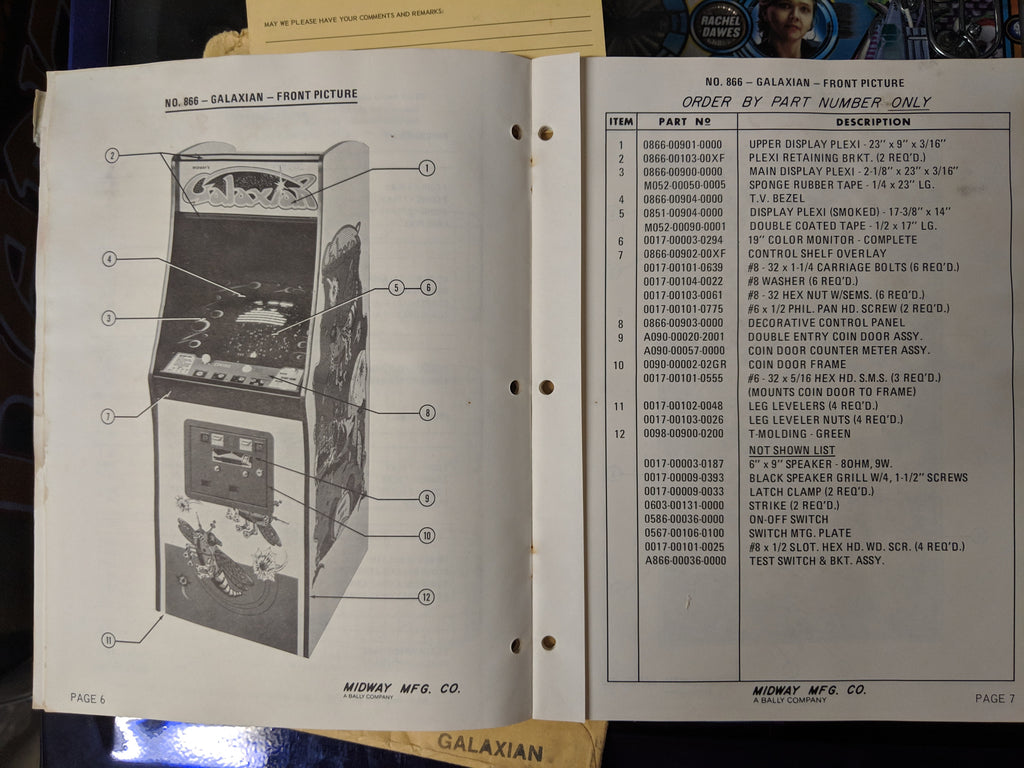 MAY WE PLEASE HAVE YOUR COMMENTS AND REMARKS:
RACHEL
DAWES
NO. 866 – GALAXIAN – FRONT PICTURE
2
1
MIDWAY'S
Galaxian
4
5
6
3
7
8
9
10
12
11
MIDWAY MFG. CO.
A BALLY COMPANY
PAGE 6
NO. 866 – GALAXIAN – FRONT PICTURE
ORDER BY PART NUMBER ONLY
ITEM PART Nº DESCRIPTION
1 0866-00901-0000 UPPER DISPLAY PLEXI - 23" x 9" x 3/16"
2 0866-00103-00XF PLEXI RETAINING BRKT. (2 REQ'D.)
3 0866-00900-0000 MAIN DISPLAY PLEXI - 2-1/8" x 23" x 3/16"
M052-00050-0005 SPONGE RUBBER TAPE - 1/4 x 23" LG.
4 0866-00904-0000 T.V. BEZEL
5 0851-00904-0000 DISPLAY PLEXI (SMOKED) - 17-3/8" x 14"
M052-00090-0001 DOUBLE COATED TAPE - 1/2 x 17" LG.
6 0017-00003-0294 19" COLOR MONITOR - COMPLETE
7 0866-00902-00XF CONTROL SHELF OVERLAY
0017-00101-0639 #8 - 32 x 1-1/4 CARRIAGE BOLTS (6 REQ'D.)
0017-00104-0022 #8 WASHER (6 REQ'D.)
0017-00103-0061 #8 - 32 HEX NUT W/SEMS. (6 REQ'D.)
0017-00101-0775 #6 x 1/2 PHIL. PAN HD. SCREW (2 REQ'D.)
8 0866-00903-0000 DECORATIVE CONTROL PANEL
9 A090-00020-2001 DOUBLE ENTRY COIN DOOR ASSY.
A090-00057-0000 COIN DOOR COUNTER METER ASSY.
10 0090-00002-02GR COIN DOOR FRAME
0017-00101-0555 #6 - 32 x 5/16 HEX HD. S.M.S. (3 REQ'D.)
(MOUNTS COIN DOOR TO FRAME)
11 0017-00102-0048 LEG LEVELERS (4 REQ'D.)
0017-00103-0026 LEG LEVELER NUTS (4 REQ'D.)
12 0098-00900-0200 T-MOLDING - GREEN
NOT SHOWN LIST
0017-00003-0187 6" x 9" SPEAKER - 8OHM, 9W.
0017-00009-0393 BLACK SPEAKER GRILL W/4, 1-1/2" SCREWS
0017-00009-0033 LATCH CLAMP (2 REQ'D.)
0603-00131-0000 STRIKE (2 REQ'D.)
0586-00036-0000 ON-OFF SWITCH
0567-00106-0100 SWITCH MTG. PLATE
0017-00101-0025 #8 x 1/2 SLOT. HEX HD. WD. SCR. (4 REQ'D.)
A866-00036-0000 TEST SWITCH & BKT. ASSY.
MIDWAY MFG. CO.
A BALLY COMPANY
PAGE 7
GALAXIAN